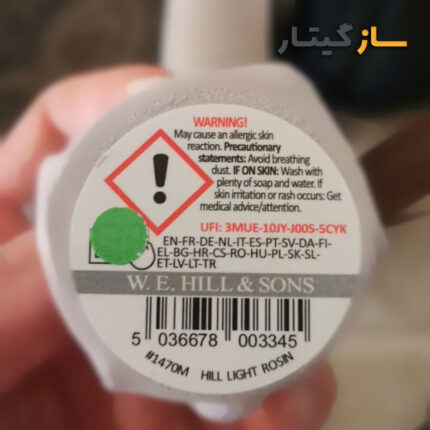 ساز گیتار
WARNING!
May cause an allergic skin
reaction. Precautionary
statements: Avoid breathing
dust. IF ON SKIN: Wash with
plenty of soap and water. If
skin irritation or rash occurs: Get
medical advice/attention.
UFI: 3MUE-10JY-J005-5CYK
EN-FR-DE-NL-IT-ES-PT-SV-DA-FI-
EL-BG-HR-CS-RO-HU-PL-SK-SL-
ET-LV-LT-TR
W. E. HILL & SONS
5 036678 003345
#1470M HILL LIGHT ROSIN